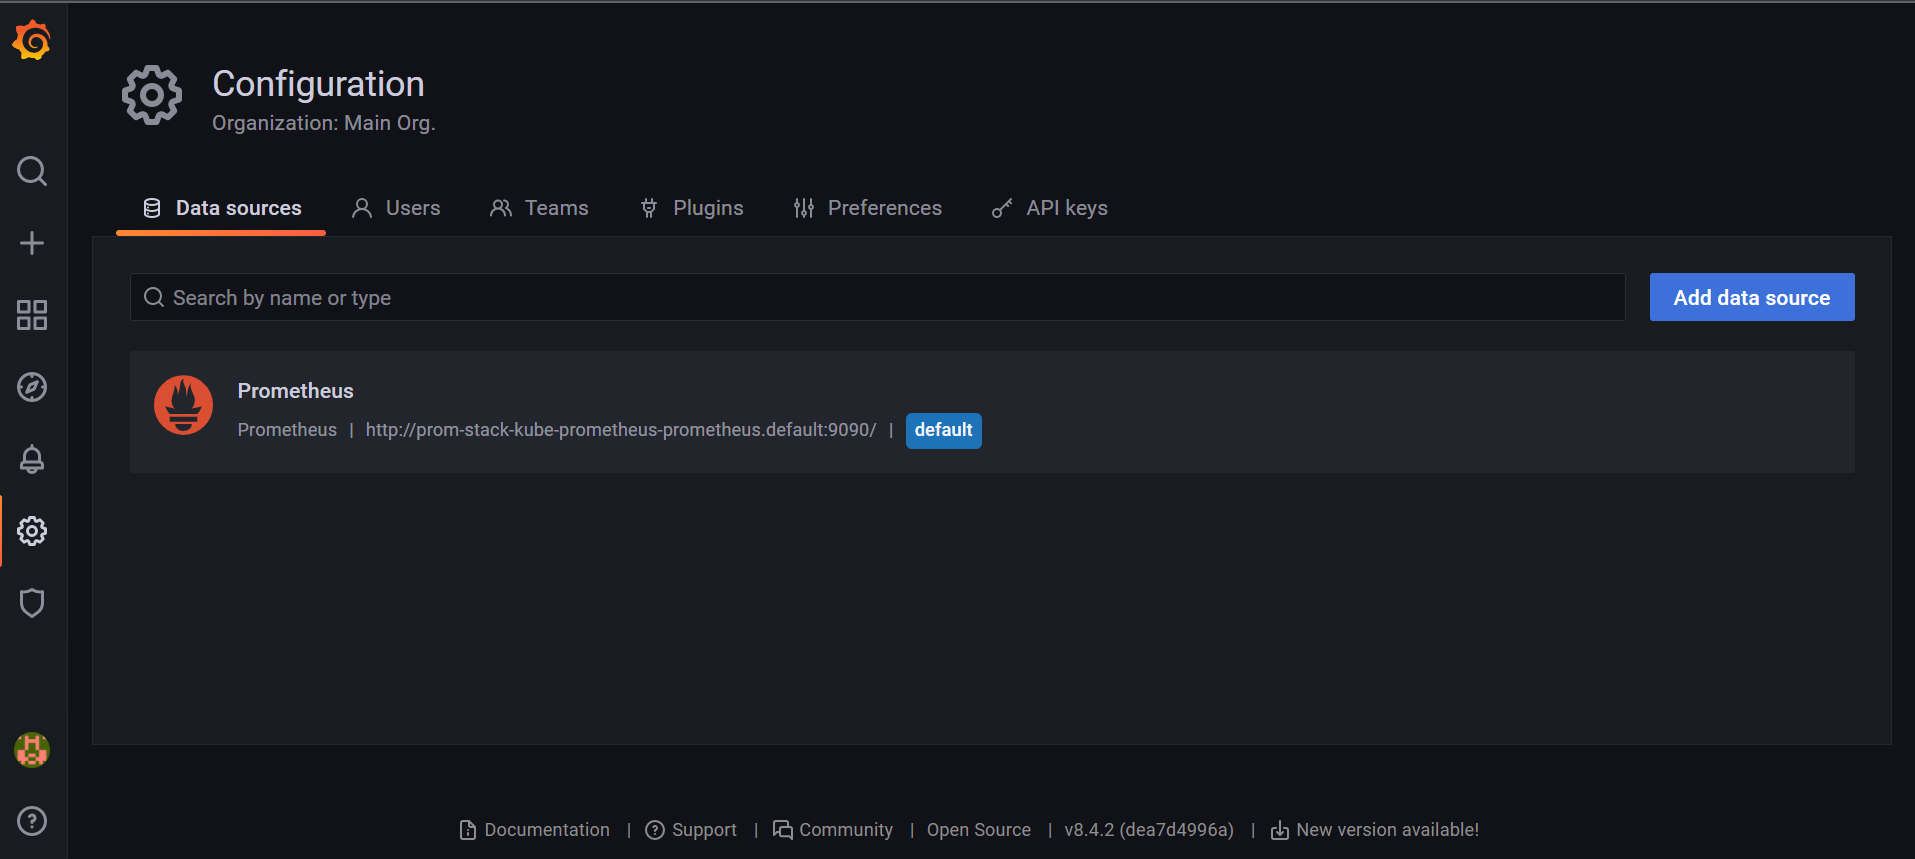 Configuration
Organization: Main Org.
Data sources
Users
Teams
Plugins
Preferences
API keys
Search by name or type
Add data source
Prometheus
Prometheus | http://prom-stack-kube-prometheus-prometheus.default:9090/ | default
Documentation | Support | Community | Open Source | v8.4.2 (dea7d4996a) | New version available!